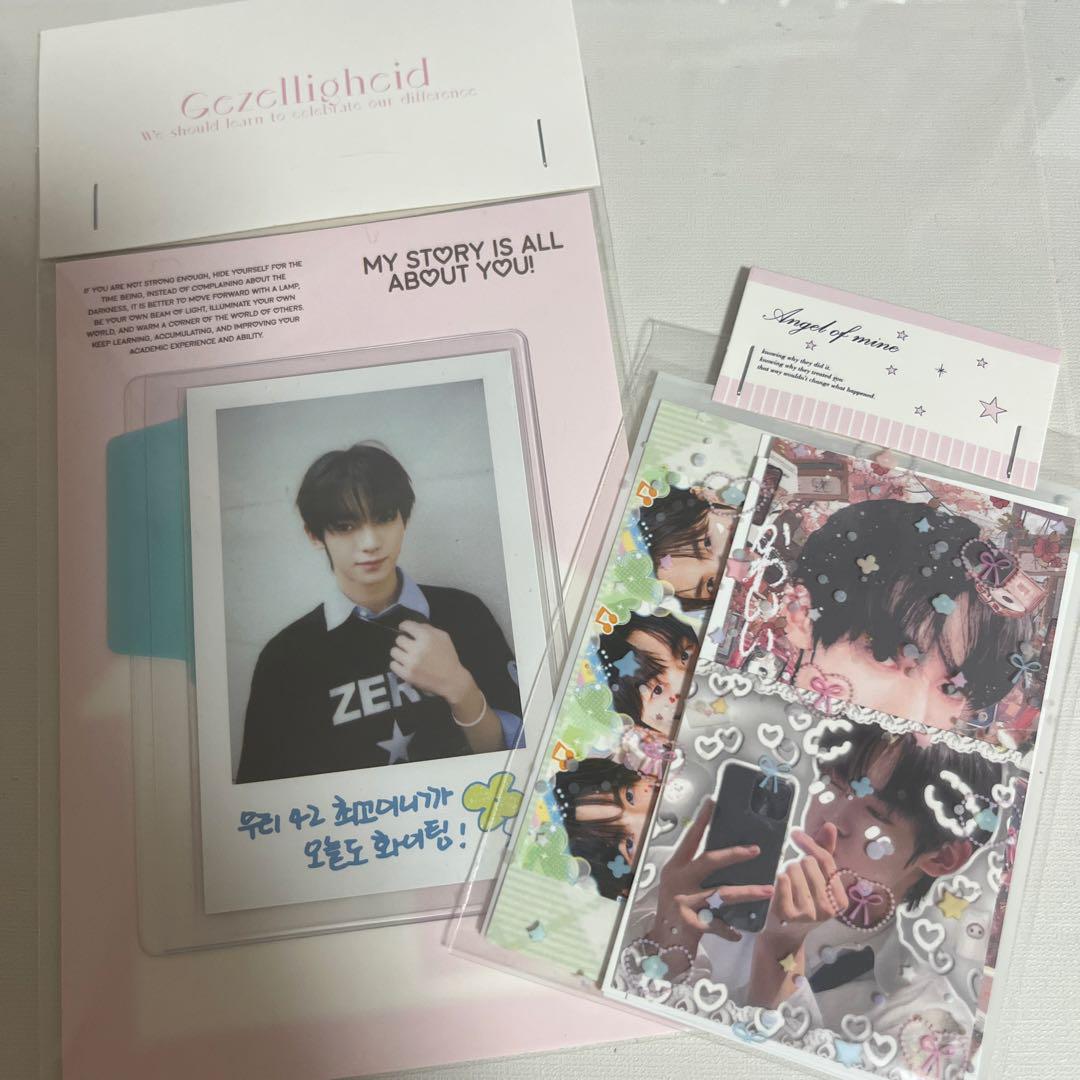 Gezelligheid
We should learn to celebrate our difference
IF YOU ARE NOT STRONG ENOUGH, HIDE YOURSELF FOR THE
TIME BEING, INSTEAD OF COMPLAINING ABOUT THE
DARKNESS, IT IS BETTER TO MOVE FORWARD WITH A LAMP,
BE YOUR OWN BEAM OF LIGHT, ILLUMINATE YOUR OWN
WORLD, AND WARM A CORNER OF THE WORLD OF OTHERS.
KEEP LEARNING, ACCUMULATING, AND IMPROVING YOUR
ACADEMIC EXPERIENCE AND ABILITY.
MY STORY IS ALL
ABOUT YOU!
우리 42 최고이니까
오늘도 화이팅!
Angel of mine
knowing why they did it.
knowing why they treated you
that way wouldn't change what happened.